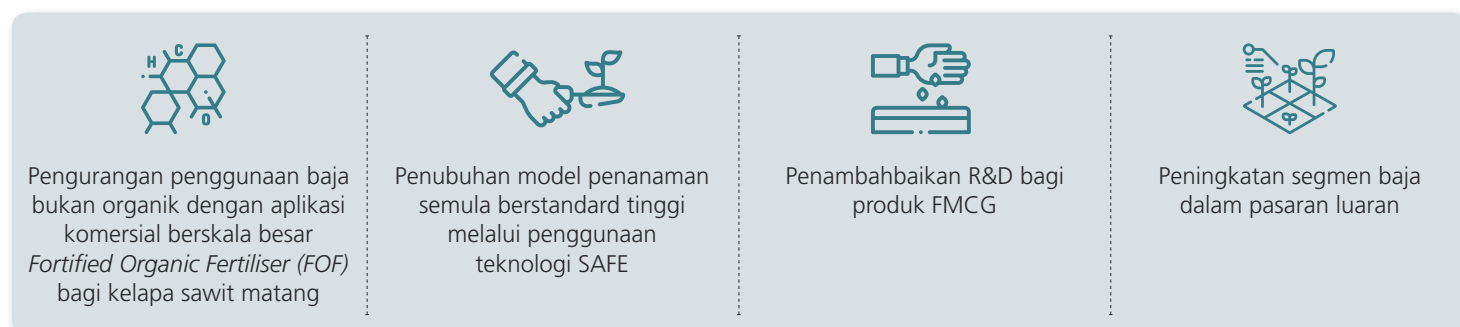 H C
O
Pengurangan penggunaan baja
bukan organik dengan aplikasi
komersial berskala besar
Fortified Organic Fertiliser (FOF)
bagi kelapa sawit matang
Penubuhan model penanaman
semula berstandard tinggi
melalui penggunaan
teknologi SAFE
Penambahbaikan R&D bagi
produk FMCG
Peningkatan segmen baja
dalam pasaran luaran